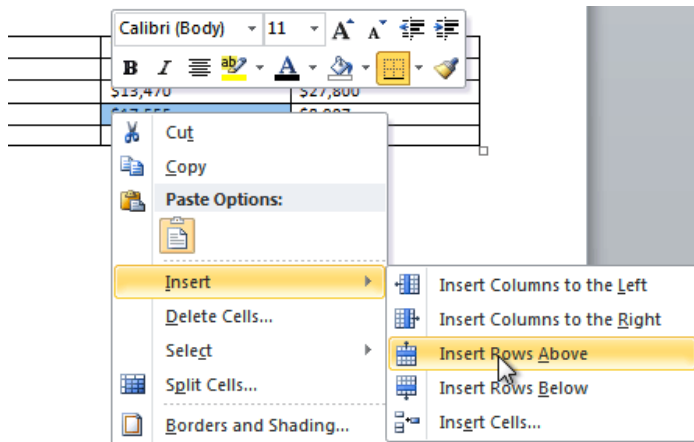 Calibri (Body) 11 A A
B I ab A
$13,470 $27,800
Cut
Copy
Paste Options:
Insert
Delete Cells...
Select
Split Cells...
Borders and Shading...
Insert Columns to the Left
Insert Columns to the Right
Insert Rows Above
Insert Rows Below
Insert Cells...